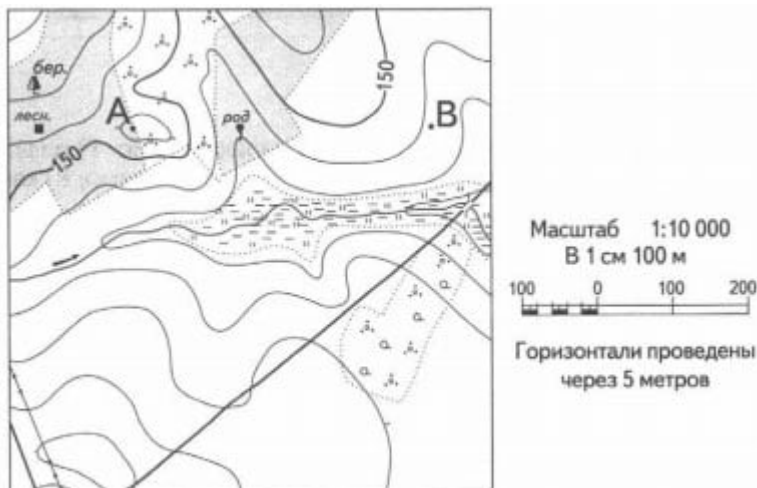 бер.
лесн.
А
род
В
150
150
Масштаб 1:10 000
В 1 см 100 м
100 0 100 200
Горизонтали проведены
через 5 метров